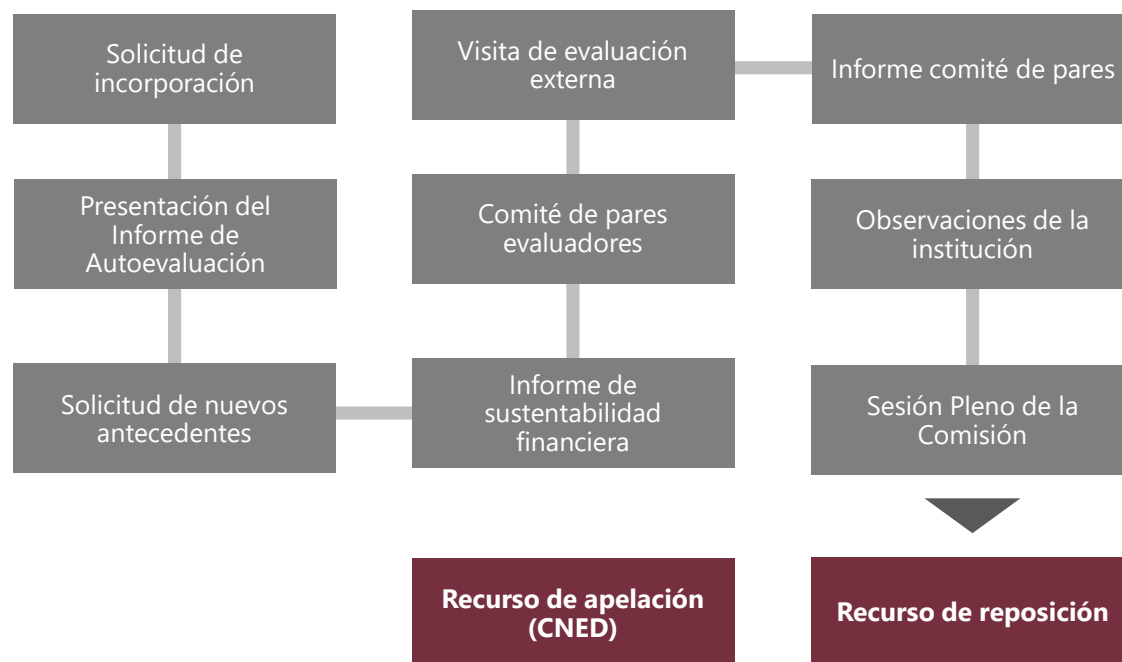 Solicitud de
incorporación
Presentación del
Informe de
Autoevaluación
Solicitud de nuevos
antecedentes
Informe de
sustentabilidad
financiera
Comité de pares
evaluadores
Visita de evaluación
externa
Informe comité de pares
Observaciones de la
institución
Sesión Pleno de la
Comisión
Recurso de reposición
Recurso de apelación
(CNED)